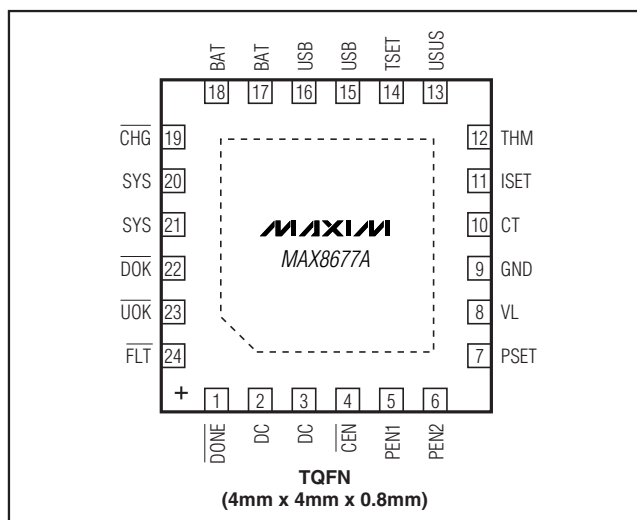 BAT BAT USB USB TSET USUS
18 17 16 15 14 13
CHG 19
SYS 20
SYS 21
DOK 22
UOK 23
FLT 24
12 THM
11 ISET
10 CT
9 GND
8 VL
7 PSET
MAXIM
MAX8677A
+
1 2 3 4 5 6
DONE DC DC CEN PEN1 PEN2
TQFN
(4mm x 4mm x 0.8mm)